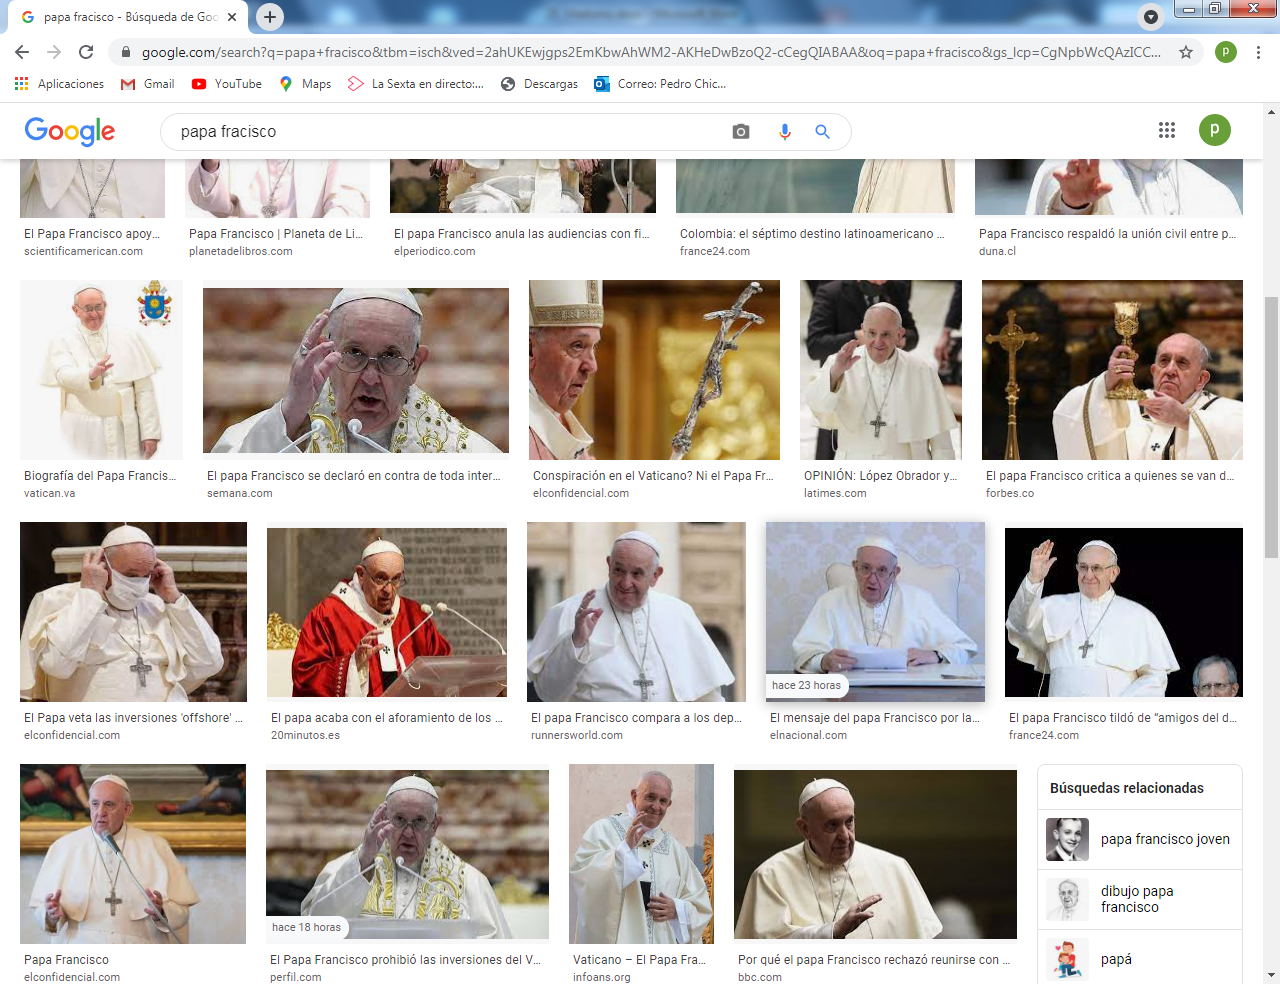 papa fracisco - Búsqueda de Goo
google.com/search?q=papa+fracisco&tbm=isch&ved=2ahUKEwjgps2EmKbwAhWM2-AKHeDwBzoQ2-cCegQIABAA&oq=papa+fracisco&gs_lcp=CgNpbWcQAzICC...
p
Aplicaciones Gmail YouTube Maps La Sexta en directo:... Descargas Correo: Pedro Chic...
Google papa fracisco p
El Papa Francisco apoy... Papa Francisco | Planeta de Li... El papa Francisco anula las audiencias con fi... Colombia: el séptimo destino latinoamericano ... Papa Francisco respaldó la unión civil entre p...
scientificamerican.com planetadelibros.com elperiodico.com france24.com duna.cl
Biografía del Papa Francis... El papa Francisco se declaró en contra de toda inter... Conspiración en el Vaticano? Ni el Papa Fr... OPINIÓN: López Obrador y... El papa Francisco critica a quienes se van d...
vatican.va semana.com elconfidencial.com latimes.com forbes.co
hace 23 horas
El Papa veta las inversiones 'offshore' ... El papa acaba con el aforamiento de los ... El papa Francisco compara a los dep... El mensaje del papa Francisco por la... El papa Francisco tildó de “amigos del d...
elconfidencial.com 20minutos.es runnersworld.com elnacional.com france24.com
Búsquedas relacionadas
papa francisco joven
dibujo papa
francisco
papá
hace 18 horas
Papa Francisco El Papa Francisco prohibió las inversiones del V... Vaticano – El Papa Fra... Por qué el papa Francisco rechazó reunirse con ...
elconfidencial.com perfil.com infoans.org bbc.com